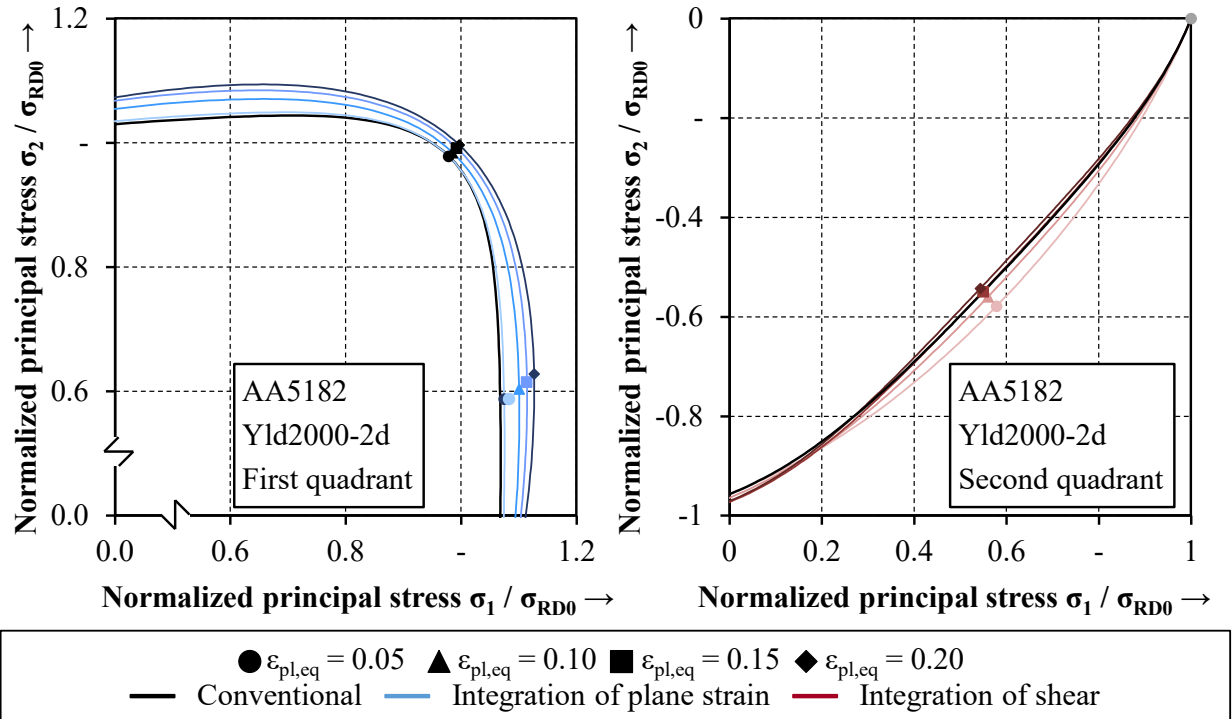 Normalized principal stress σ2 / σRD0 →
1.2
-
0.8
0.6
0.0
0.0 0.6 0.8 - 1.2
Normalized principal stress σ1 / σRD0 →
AA5182
Yld2000-2d
First quadrant
Normalized principal stress σ2 / σRD0 →
0
-
-0.4
-0.6
-0.8
-1
0 0.2 0.4 0.6 - 1
Normalized principal stress σ1 / σRD0 →
AA5182
Yld2000-2d
Second quadrant
εpl,eq = 0.05 εpl,eq = 0.10 εpl,eq = 0.15 εpl,eq = 0.20
Conventional Integration of plane strain Integration of shear